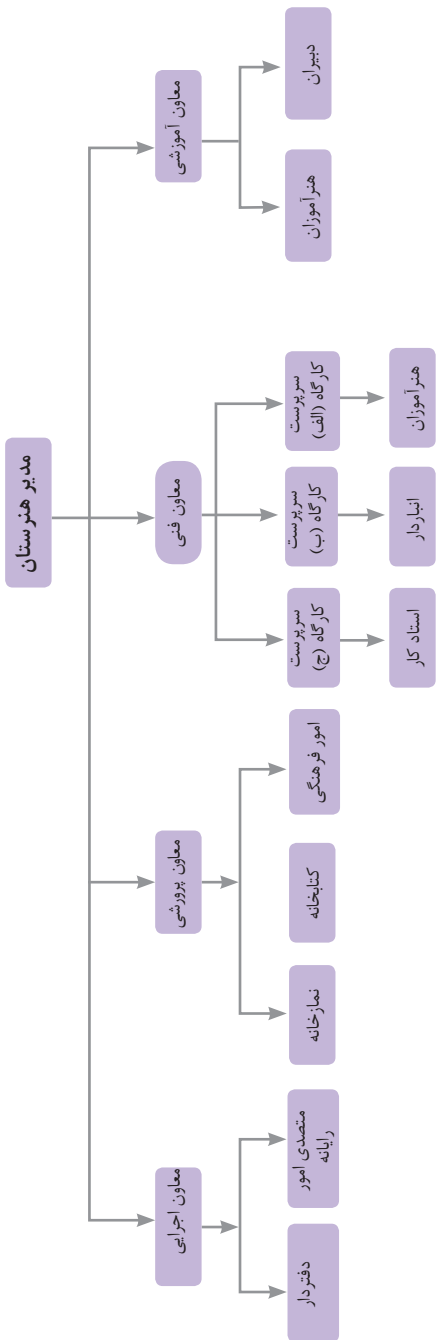 مدیر هنرستان
معاون آموزشی
معاون فنی
معاون پرورشی
معاون اجرایی
دبیران
هنرآموزان
سرپرست
کارگاه (الف)
سرپرست
کارگاه (ب)
سرپرست
کارگاه (ج)
امور فرهنگی
کتابخانه
نمازخانه
متصدی امور
رایانه
دفتردار
هنرآموزان
انباردار
استاد کار